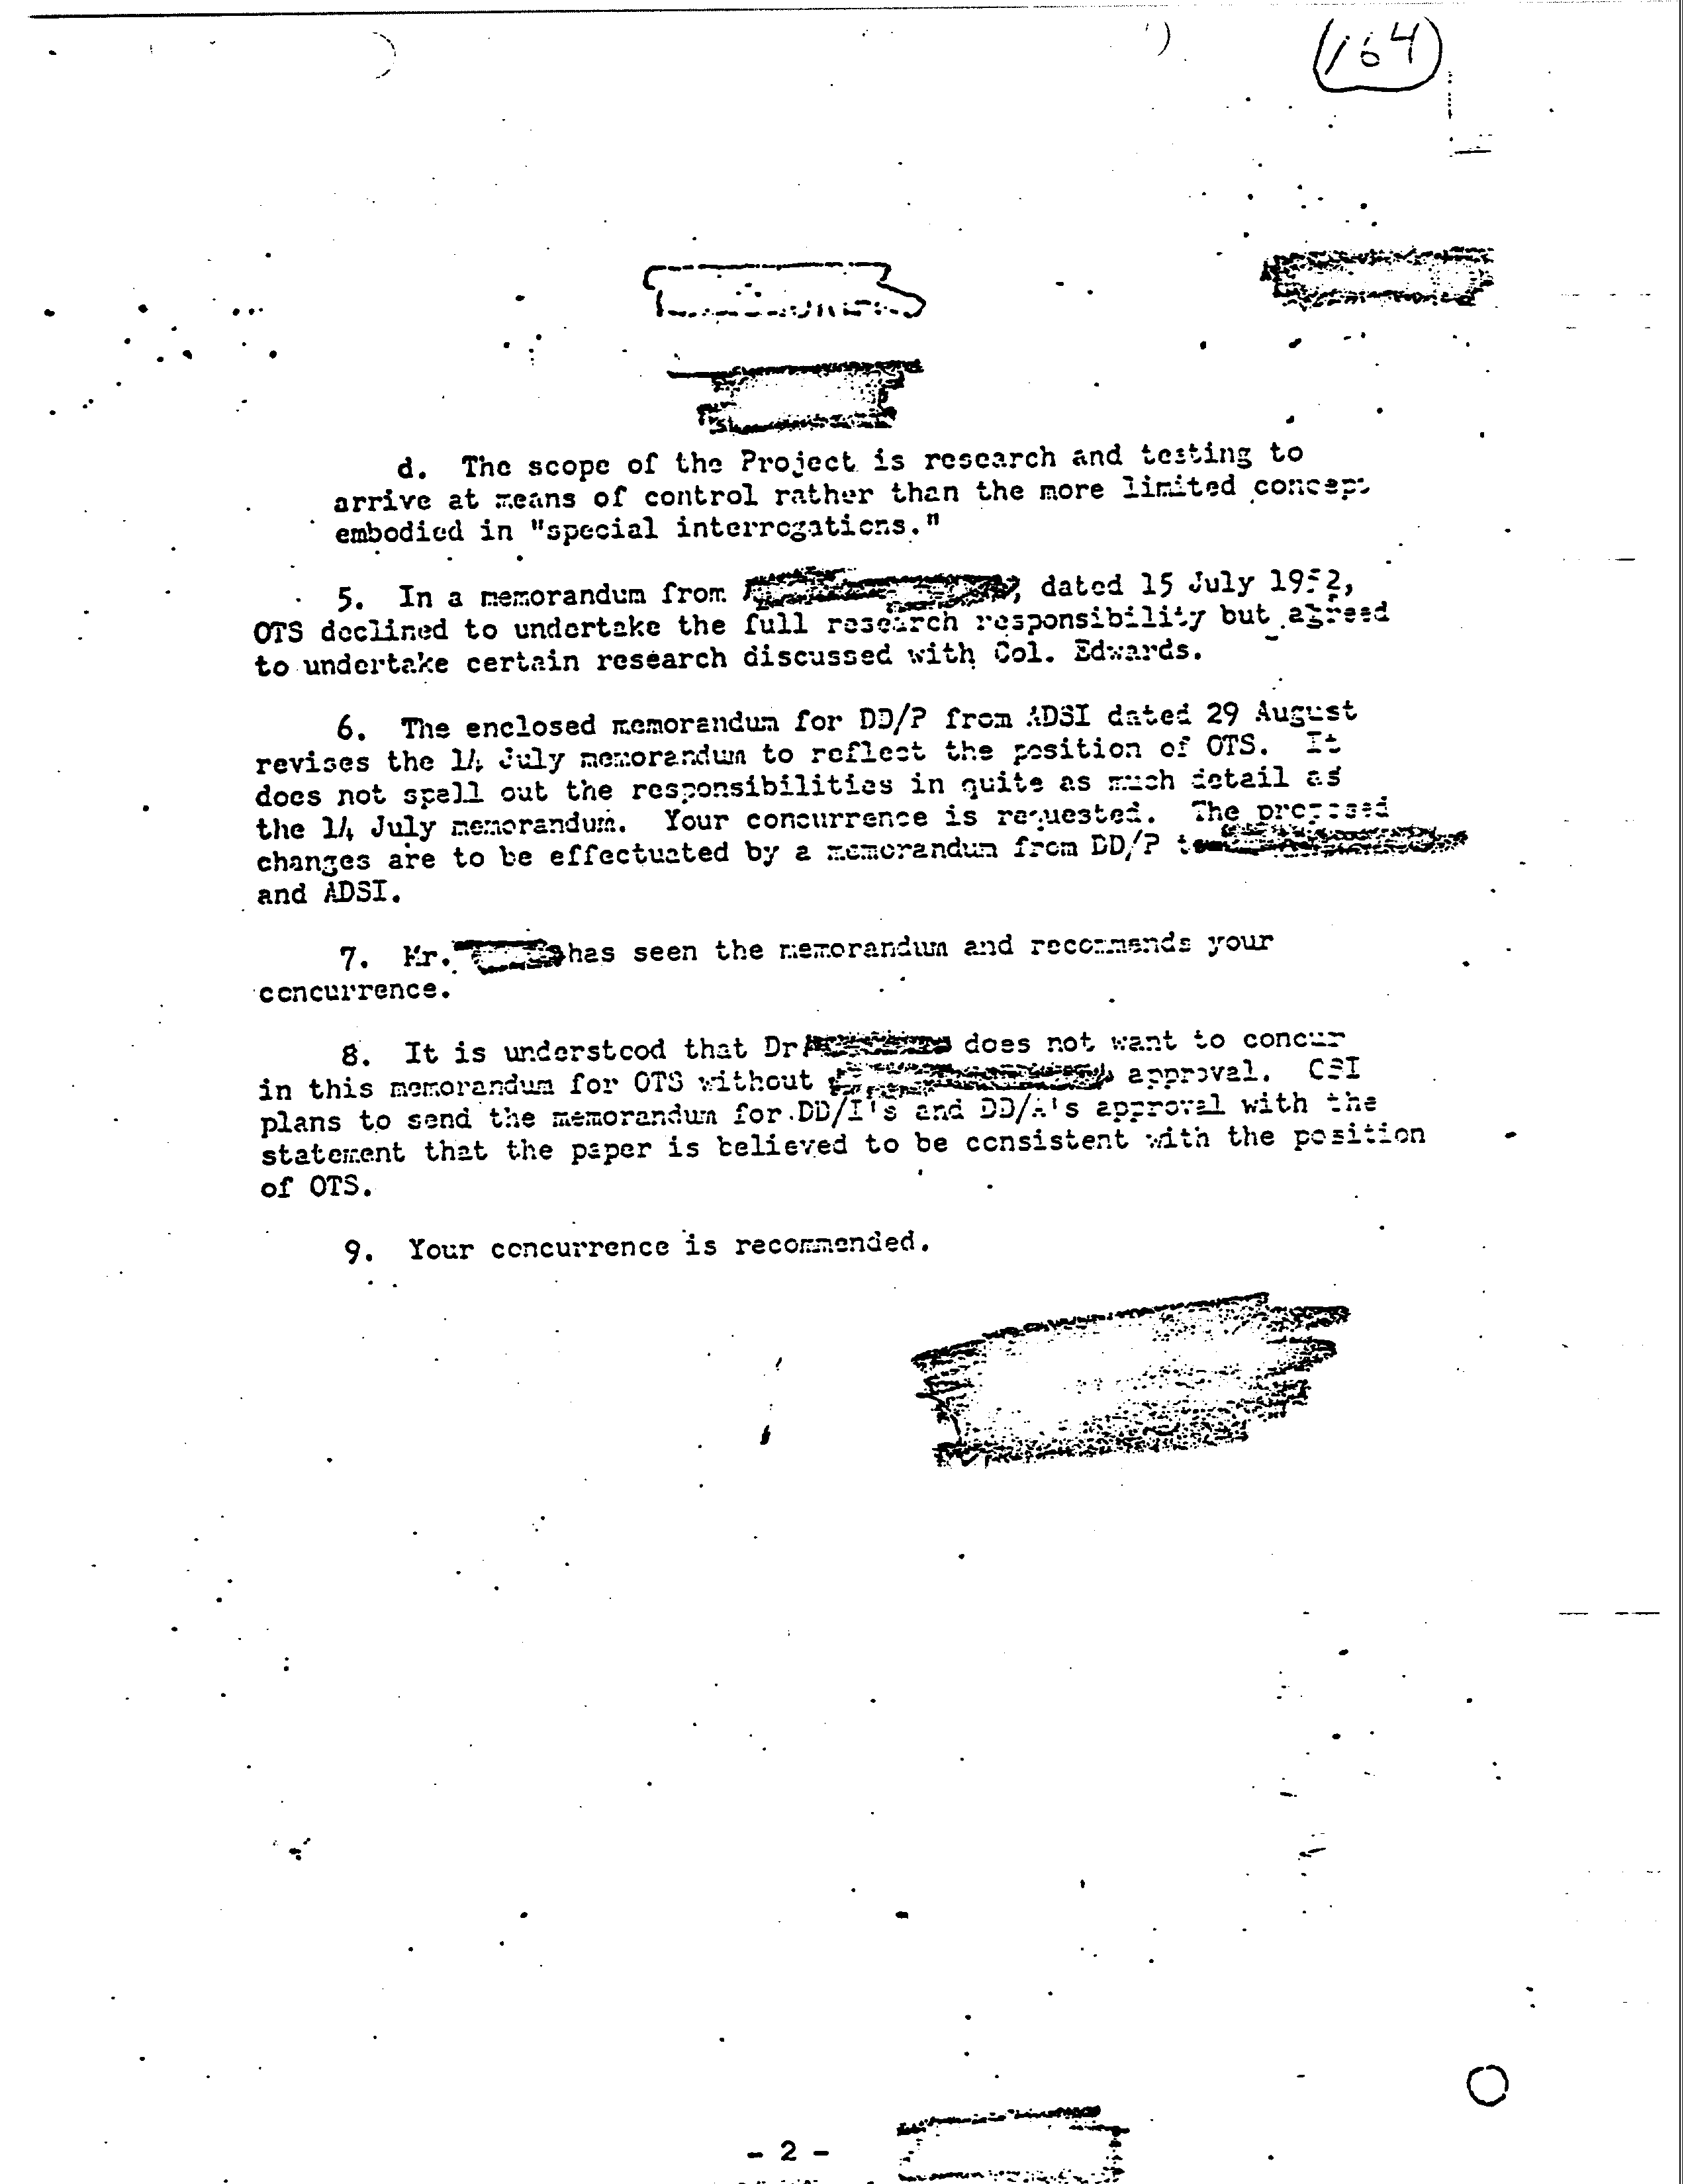 (164)
d. The scope of the Project is research and testing to
arrive at means of control rather than the more limited concept
embodied in "special interrogations."
5. In a memorandum from , dated 15 July 1952,
OTS declined to undertake the full research responsibility but agreed
to undertake certain research discussed with Col. Edwards.
6. The enclosed memorandum for DD/P from ADSI dated 29 August
revises the 14 July memorandum to reflect the position of OTS. It
does not spell out the responsibilities in quite as much detail as
the 14 July memorandum. Your concurrence is requested. The proposed
changes are to be effectuated by a memorandum from DD/P to
and ADSI.
7. Mr. has seen the memorandum and recommends your
concurrence.
8. It is understood that Dr does not want to concur
in this memorandum for OTS without approval. OSI
plans to send the memorandum for DD/I's and DD/A's approval with the
statement that the paper is believed to be consistent with the position
of OTS.
9. Your concurrence is recommended.
- 2 -